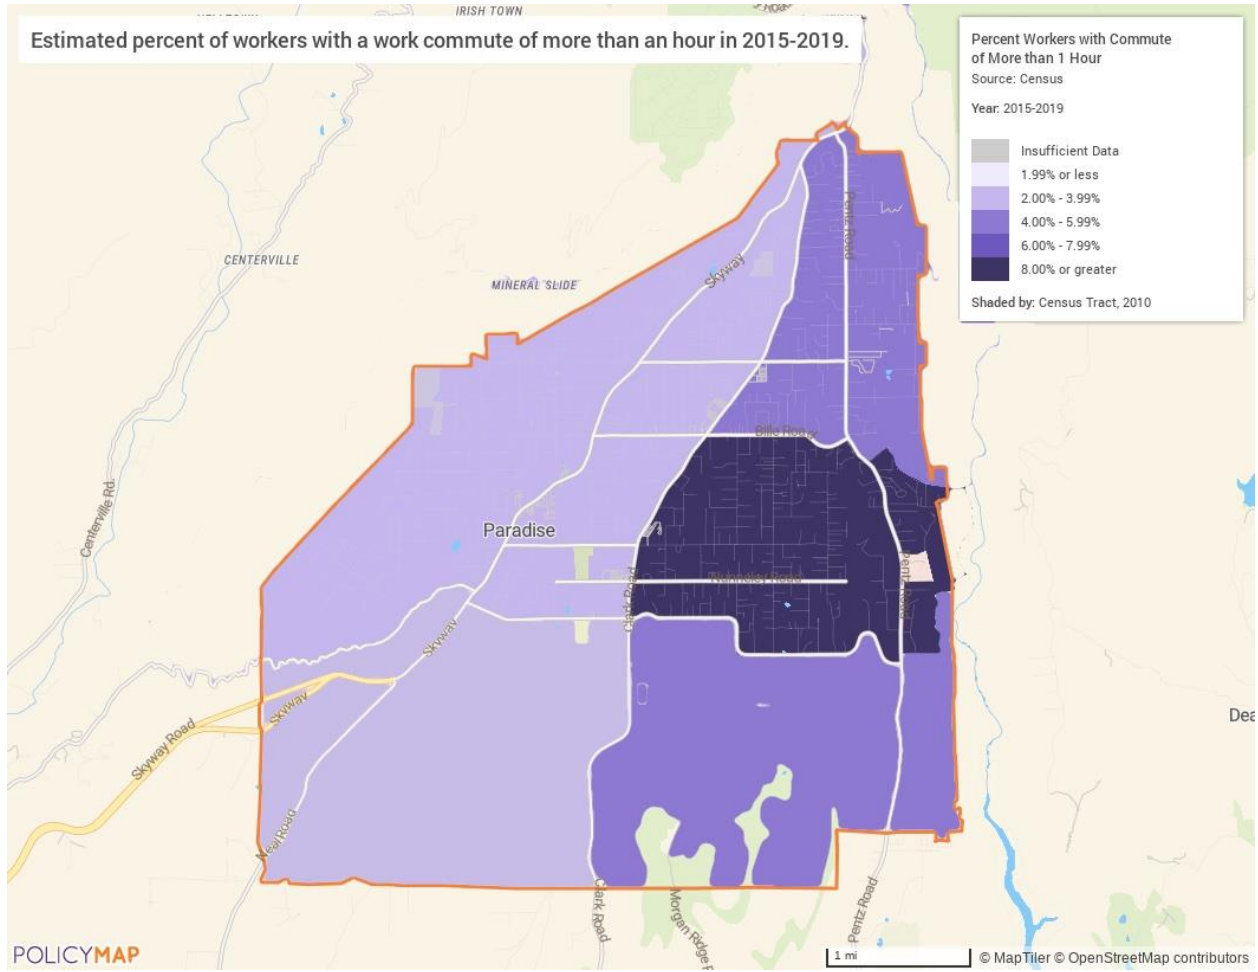 IRISH TOWN
Estimated percent of workers with a work commute of more than an hour in 2015-2019.
Percent Workers with Commute
of More than 1 Hour
Source: Census
Year: 2015-2019
Insufficient Data
1.99% or less
2.00% - 3.99%
4.00% - 5.99%
6.00% - 7.99%
8.00% or greater
Shaded by: Census Tract, 2010
Pentz Road
CENTERVILLE
Skyway
MINERAL SLIDE
Bille Road
Centerville Rd.
Paradise
Nunneley Road
Pentz Road
Clark Road
Skyway
Skyway
Skyway Road
Dea
Neal Road
Clark Road
Morgan Ridge R
Pentz Road
POLICYMAP
1 mi
© MapTiler © OpenStreetMap contributors